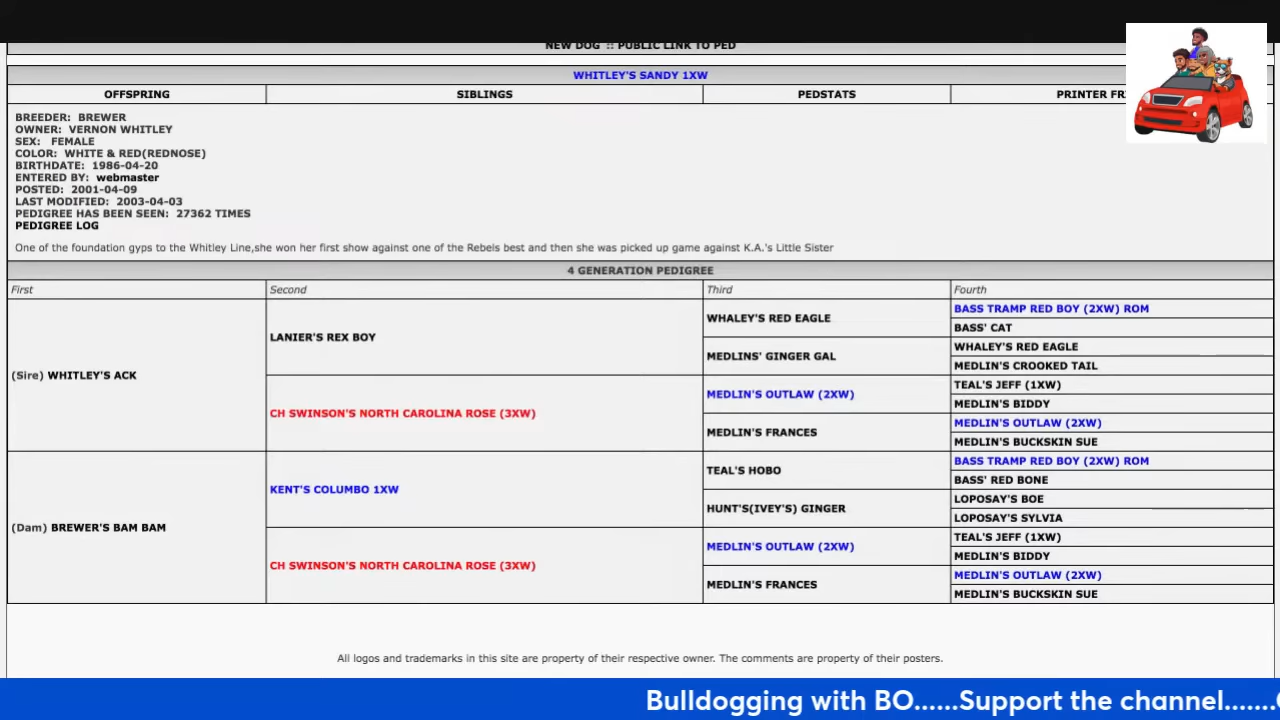 NEW DOG :: PUBLIC LINK TO PED
WHITLEY'S SANDY 1XW
OFFSPRING SIBLINGS PEDSTATS PRINTER FRI
BREEDER: BREWER
OWNER: VERNON WHITLEY
SEX: FEMALE
COLOR: WHITE & RED(REDNOSE)
BIRTHDATE: 1986-04-20
ENTERED BY: webmaster
POSTED: 2001-04-09
LAST MODIFIED: 2003-04-03
PEDIGREE HAS BEEN SEEN: 27362 TIMES
PEDIGREE LOG
One of the foundation gyps to the Whitley Line,she won her first show against one of the Rebels best and then she was picked up game against K.A.'s Little Sister
4 GENERATION PEDIGREE
First Second Third Fourth
(Sire) WHITLEY'S ACK
LANIER'S REX BOY
WHALEY'S RED EAGLE
BASS TRAMP RED BOY (2XW) ROM
BASS' CAT
MEDLINS' GINGER GAL
WHALEY'S RED EAGLE
MEDLIN'S CROOKED TAIL
CH SWINSON'S NORTH CAROLINA ROSE (3XW)
MEDLIN'S OUTLAW (2XW)
TEAL'S JEFF (1XW)
MEDLIN'S BIDDY
MEDLIN'S FRANCES
MEDLIN'S OUTLAW (2XW)
MEDLIN'S BUCKSKIN SUE
(Dam) BREWER'S BAM BAM
KENT'S COLUMBO 1XW
TEAL'S HOBO
BASS TRAMP RED BOY (2XW) ROM
BASS' RED BONE
HUNT'S(IVEY'S) GINGER
LOPOSAY'S BOE
LOPOSAY'S SYLVIA
CH SWINSON'S NORTH CAROLINA ROSE (3XW)
MEDLIN'S OUTLAW (2XW)
TEAL'S JEFF (1XW)
MEDLIN'S BIDDY
MEDLIN'S FRANCES
MEDLIN'S OUTLAW (2XW)
MEDLIN'S BUCKSKIN SUE
All logos and trademarks in this site are property of their respective owner. The comments are property of their posters.
Bulldogging with BO......Support the channel.......